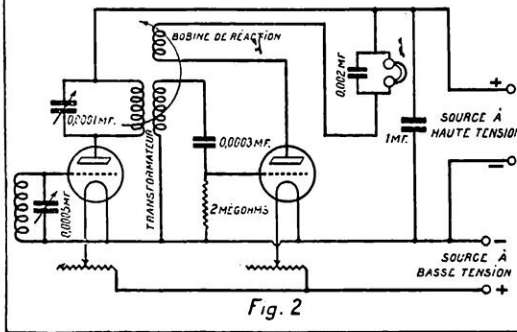 BOBINE DE RÉACTION
0,002 MF
+
0,0001 MF.
TRANSFORMATEUR
0,0003 MF.
1 MF.
SOURCE À
HAUTE TENSION
−
0,0005 MF
2 MÉGOHMS
−
SOURCE À
BASSE TENSION
+
Fig. 2